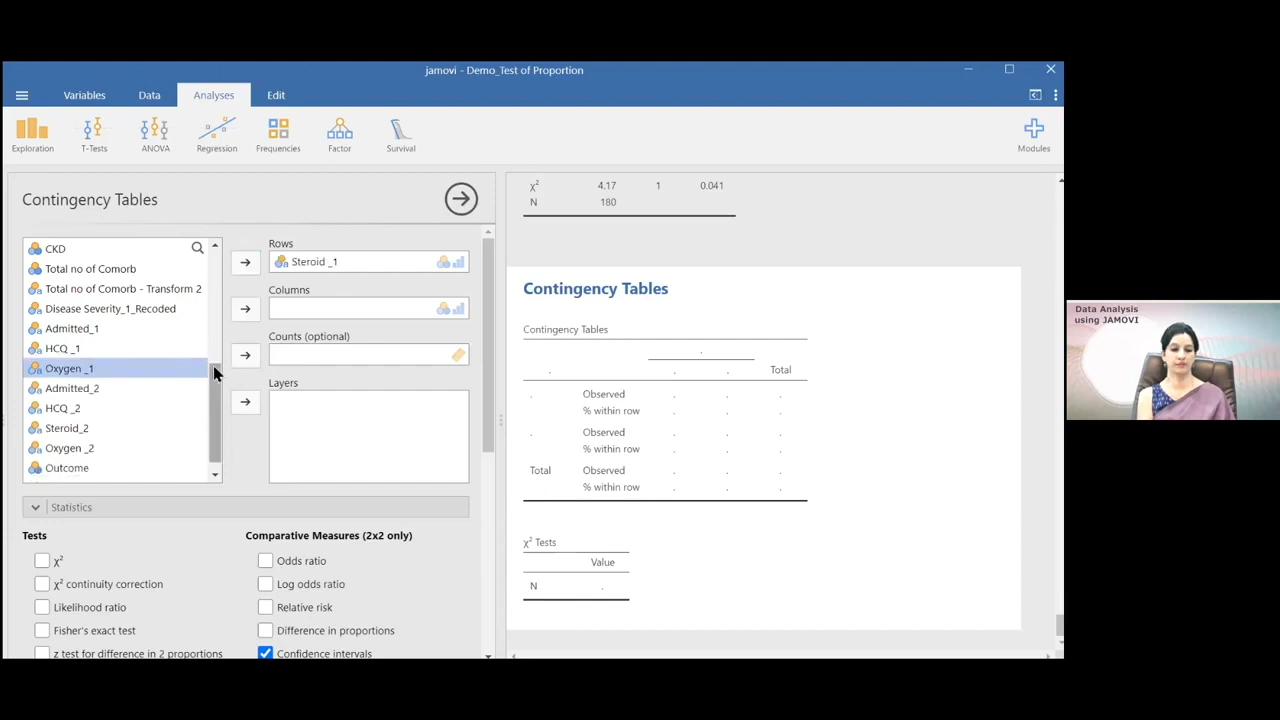 jamovi - Demo_Test of Proportion
Variables
Data
Analyses
Edit
Exploration
T-Tests
ANOVA
Regression
Frequencies
Factor
Survival
Modules
Contingency Tables
CKD
Total no of Comorb
Total no of Comorb - Transform 2
Disease Severity_1_Recoded
Admitted_1
HCQ _1
Oxygen _1
Admitted_2
HCQ _2
Steroid_2
Oxygen _2
Outcome
Rows
Steroid _1
Columns
Counts (optional)
Layers
Statistics
Tests
χ²
χ² continuity correction
Likelihood ratio
Fisher's exact test
z test for difference in 2 proportions
Comparative Measures (2x2 only)
Odds ratio
Log odds ratio
Relative risk
Difference in proportions
Confidence intervals
χ² 4.17 1 0.041
N 180
Contingency Tables
Contingency Tables
.
. . . Total
. Observed . . .
% within row . . .
. Observed . . .
% within row . . .
Total Observed . . .
% within row . . .
χ² Tests
Value
N .
Data Analysis
using JAMOVI